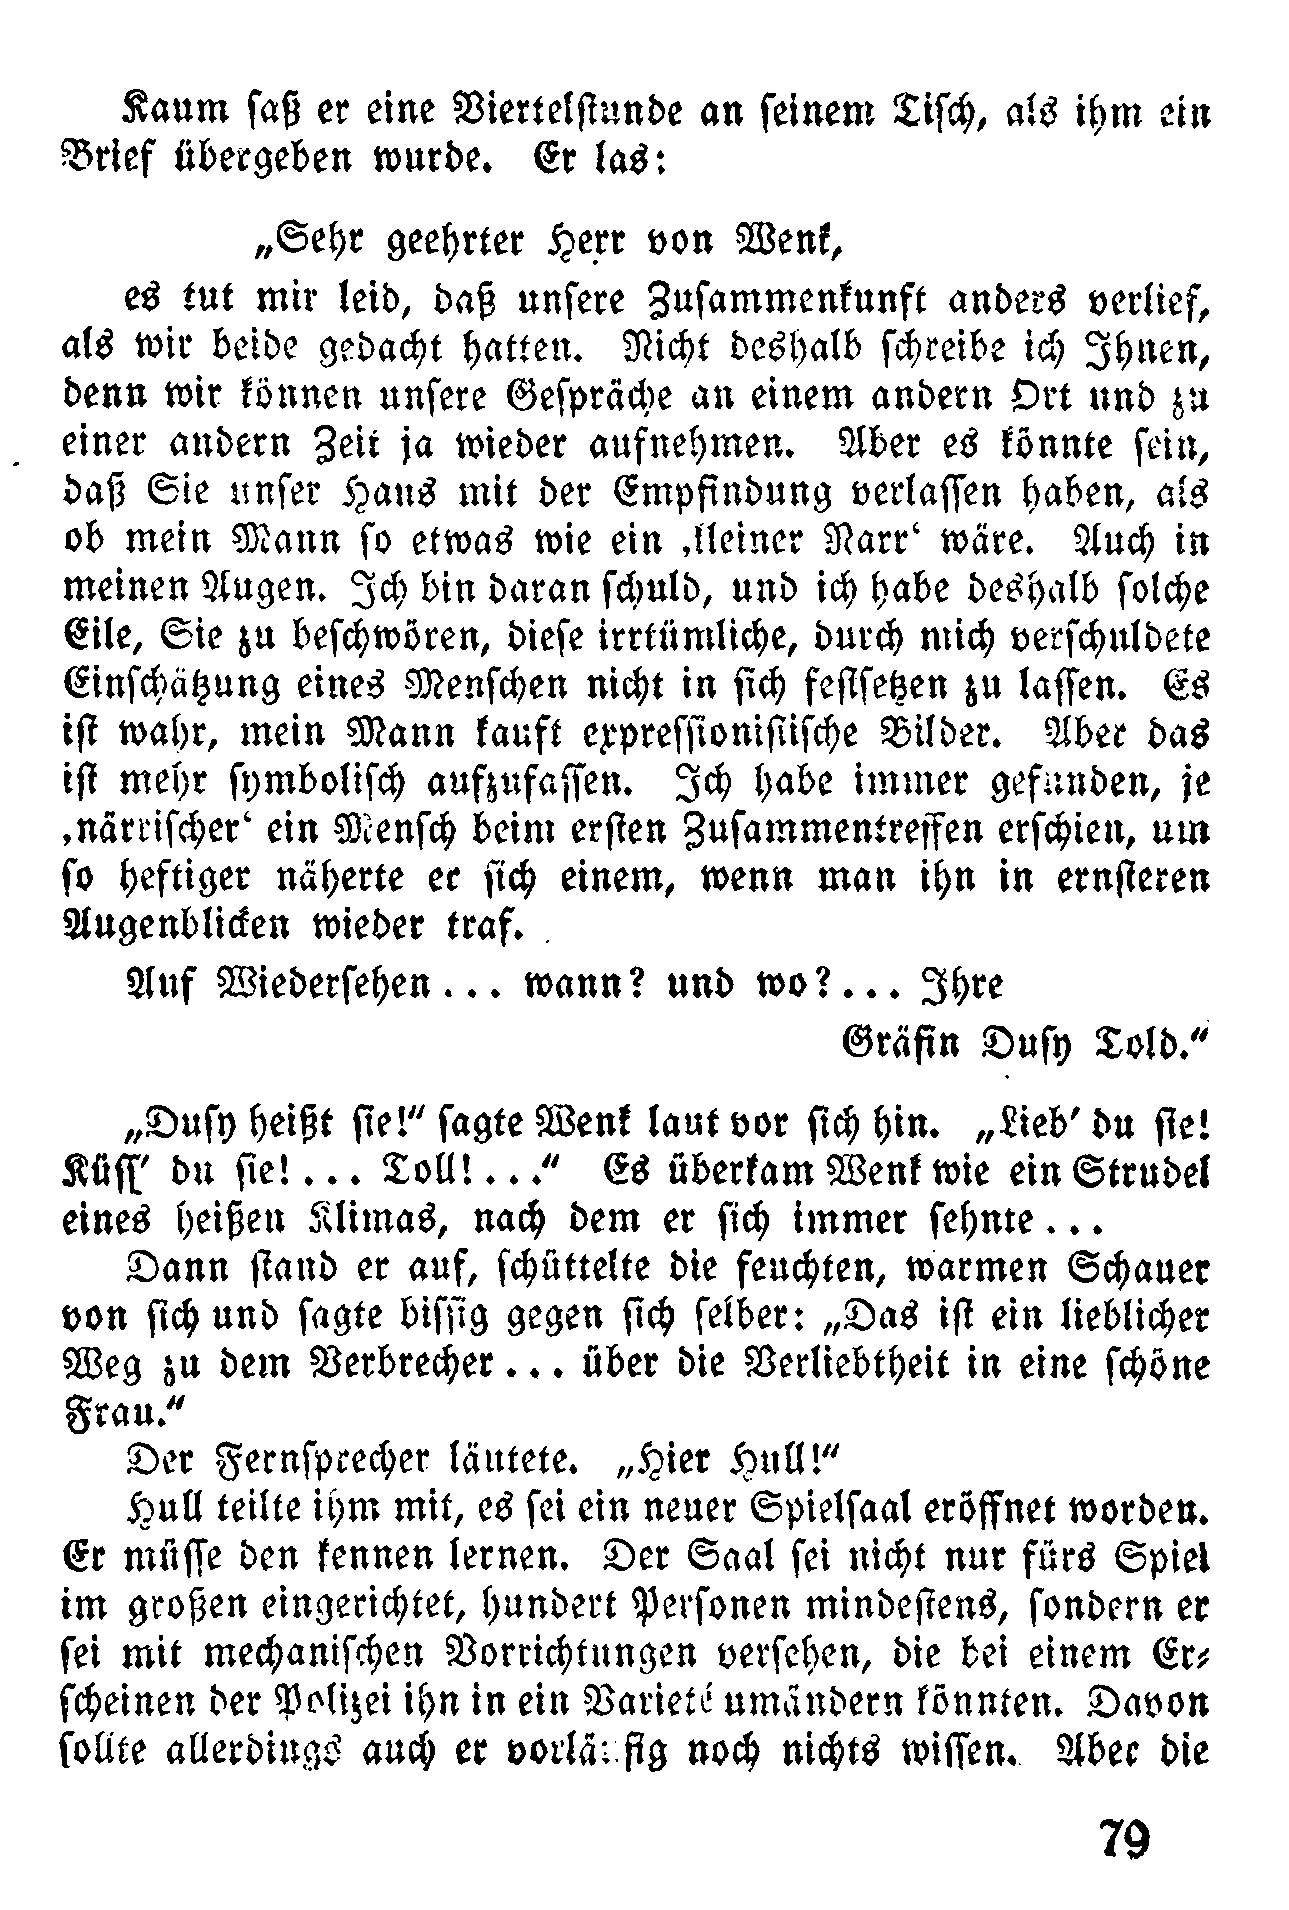 Kaum saß er eine Viertelstunde an seinem Tisch, als ihm ein
Brief übergeben wurde. Er las:
„Sehr geehrter Herr von Wenk,
es tut mir leid, daß unsere Zusammenkunft anders verlief,
als wir beide gedacht hatten. Nicht deshalb schreibe ich Ihnen,
denn wir können unsere Gespräche an einem andern Ort und zu
einer andern Zeit ja wieder aufnehmen. Aber es könnte sein,
daß Sie unser Haus mit der Empfindung verlassen haben, als
ob mein Mann so etwas wie ein ‚kleiner Narr‘ wäre. Auch in
meinen Augen. Ich bin daran schuld, und ich habe deshalb solche
Eile, Sie zu beschwören, diese irrtümliche, durch mich verschuldete
Einschätzung eines Menschen nicht in sich festsetzen zu lassen. Es
ist wahr, mein Mann kauft expressionistische Bilder. Aber das
ist mehr symbolisch aufzufassen. Ich habe immer gefunden, je
‚närrischer‘ ein Mensch beim ersten Zusammentreffen erschien, um
so heftiger näherte er sich einem, wenn man ihn in ernsteren
Augenblicken wieder traf.
Auf Wiedersehen... wann? und wo?... Ihre
Gräfin Dusy Told.“
„Dusy heißt sie!“ sagte Wenk laut vor sich hin. „Lieb' du sie!
Küss' du sie!... Toll!...“ Es überkam Wenk wie ein Strudel
eines heißen Klimas, nach dem er sich immer sehnte...
Dann stand er auf, schüttelte die feuchten, warmen Schauer
von sich und sagte bissig gegen sich selber: „Das ist ein lieblicher
Weg zu dem Verbrecher... über die Verliebtheit in eine schöne
Frau.“
Der Fernsprecher läutete. „Hier Hull!“
Hull teilte ihm mit, es sei ein neuer Spielsaal eröffnet worden.
Er müsse den kennen lernen. Der Saal sei nicht nur fürs Spiel
im großen eingerichtet, hundert Personen mindestens, sondern er
sei mit mechanischen Vorrichtungen versehen, die bei einem Er-
scheinen der Polizei ihn in ein Varieté umändern könnten. Davon
sollte allerdings auch er vorläufig noch nichts wissen. Aber die
79